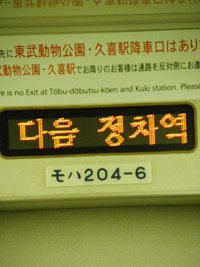 先に東武動物公園・久喜駅降車口はあり
武動物公園・久喜駅でお降りのお客様は通路を反対側にお進
re is no Exit at Tōbu-dōbutsu-kōen and Kuki station. Please
다음 정차역
モハ204-6